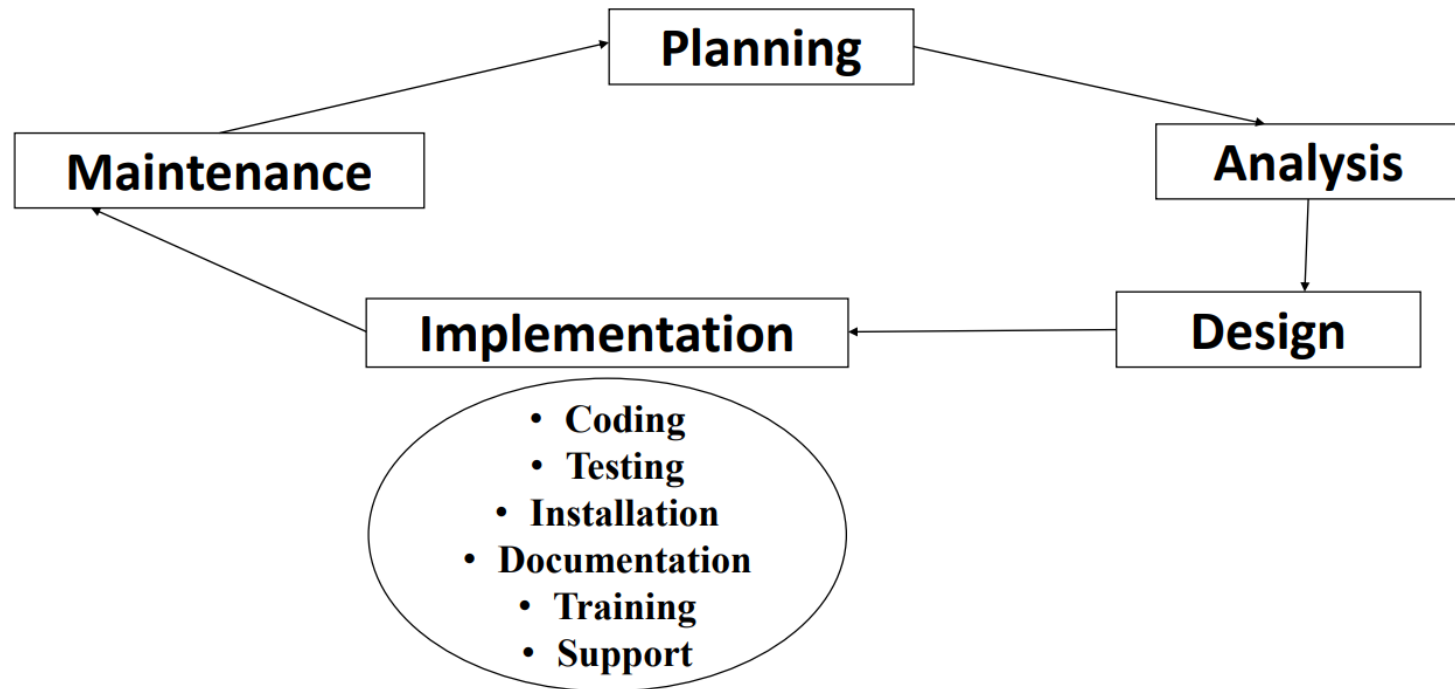 Planning
Analysis
Maintenance
Design
Implementation
• Coding
• Testing
• Installation
• Documentation
• Training
• Support